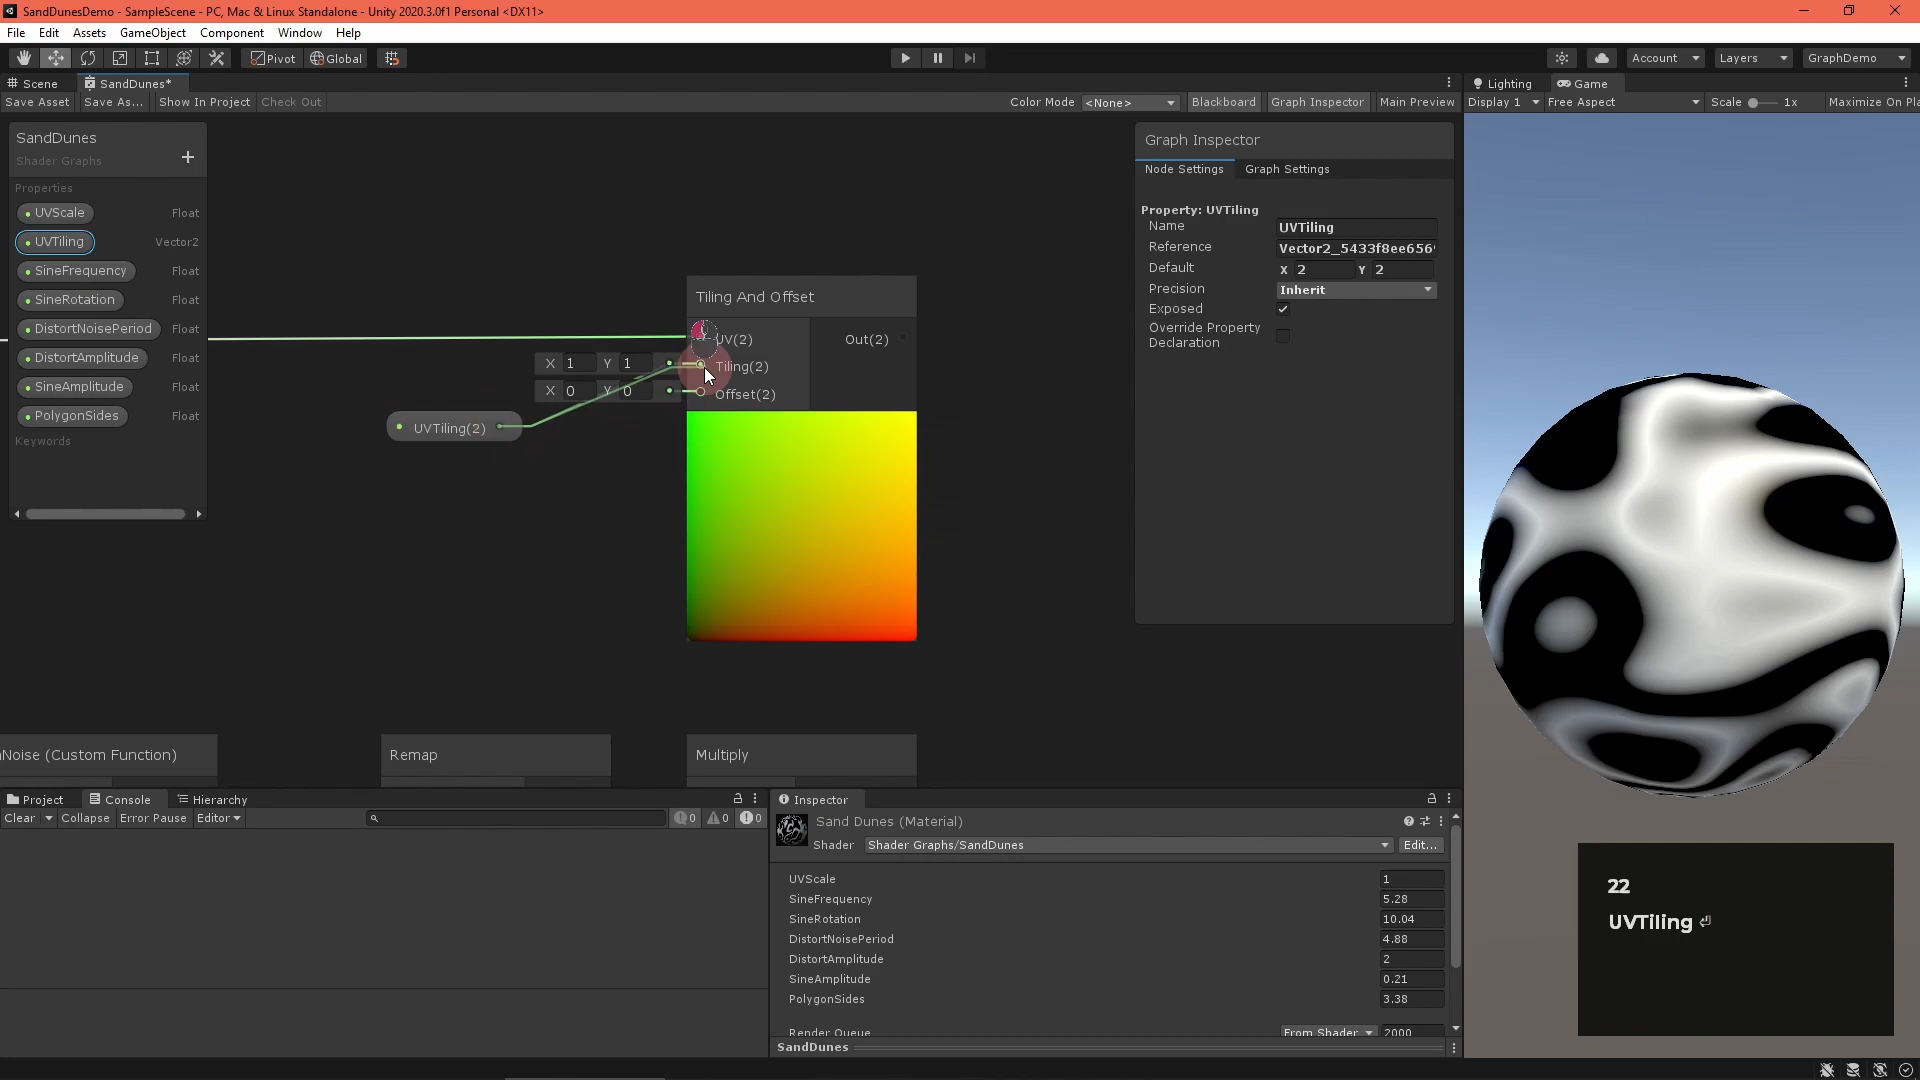 SandDunesDemo - SampleScene - PC, Mac & Linux Standalone - Unity 2020.3.0f1 Personal <DX11>
File Edit Assets GameObject Component Window Help
Pivot Global Account Layers GraphDemo
Scene SandDunes* Lighting Game
Save Asset Save As... Show In Project Check Out Color Mode <None> Blackboard Graph Inspector Main Preview Display 1 Free Aspect Scale 1x Maximize On Pla
SandDunes
Shader Graphs
Properties
UVScale Float
UVTiling Vector2
SineFrequency Float
SineRotation Float
DistortNoisePeriod Float
DistortAmplitude Float
SineAmplitude Float
PolygonSides Float
Keywords
Tiling And Offset
UV(2) Out(2)
X 1 Y 1 Tiling(2)
X 0 Y 0 Offset(2)
UVTiling(2)
Graph Inspector
Node Settings Graph Settings
Property: UVTiling
Name UVTiling
Reference Vector2_5433f8ee656
Default X 2 Y 2
Precision Inherit
Exposed
Override Property
Declaration
Noise (Custom Function) Remap Multiply
Project Console Hierarchy
Clear Collapse Error Pause Editor 0 0 0
Inspector
Sand Dunes (Material)
Shader Shader Graphs/SandDunes Edit...
UVScale 1
SineFrequency 5.28
SineRotation 10.04
DistortNoisePeriod 4.88
DistortAmplitude 2
SineAmplitude 0.21
PolygonSides 3.38
Render Queue From Shader 2000
SandDunes
22
UVTiling ⏎